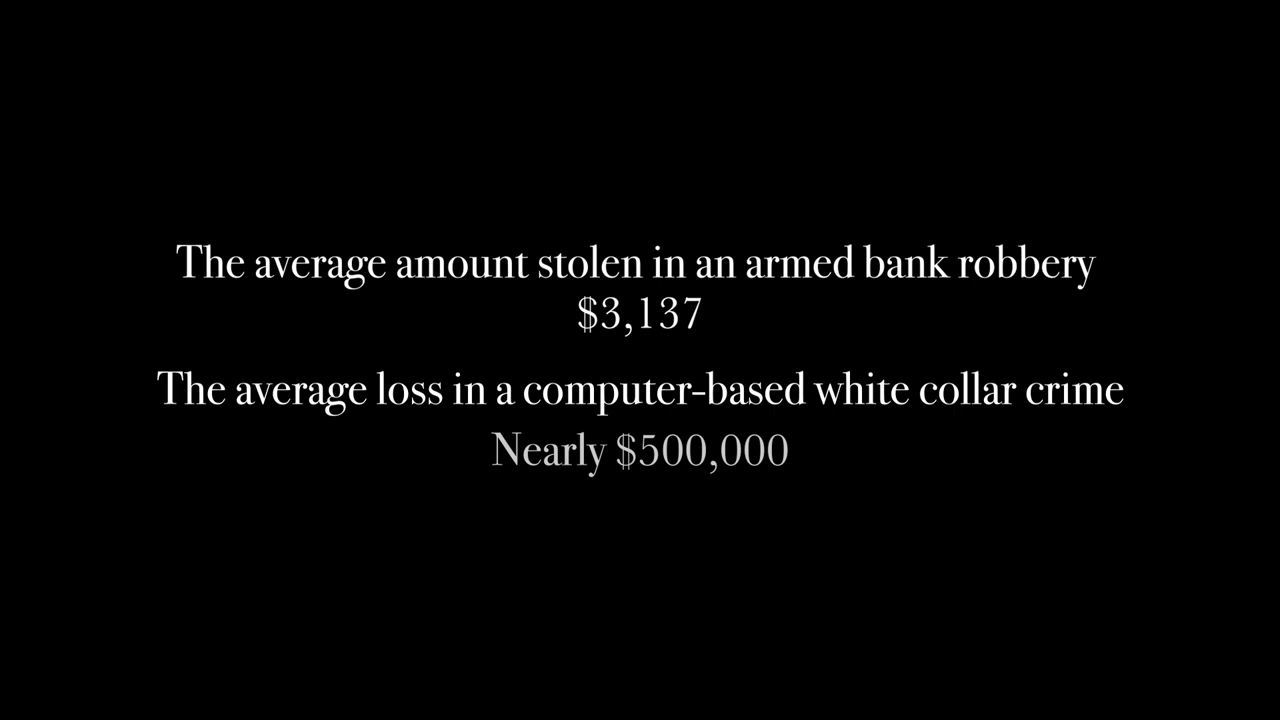 The average amount stolen in an armed bank robbery
$3,137
The average loss in a computer-based white collar crime
Nearly $500,000